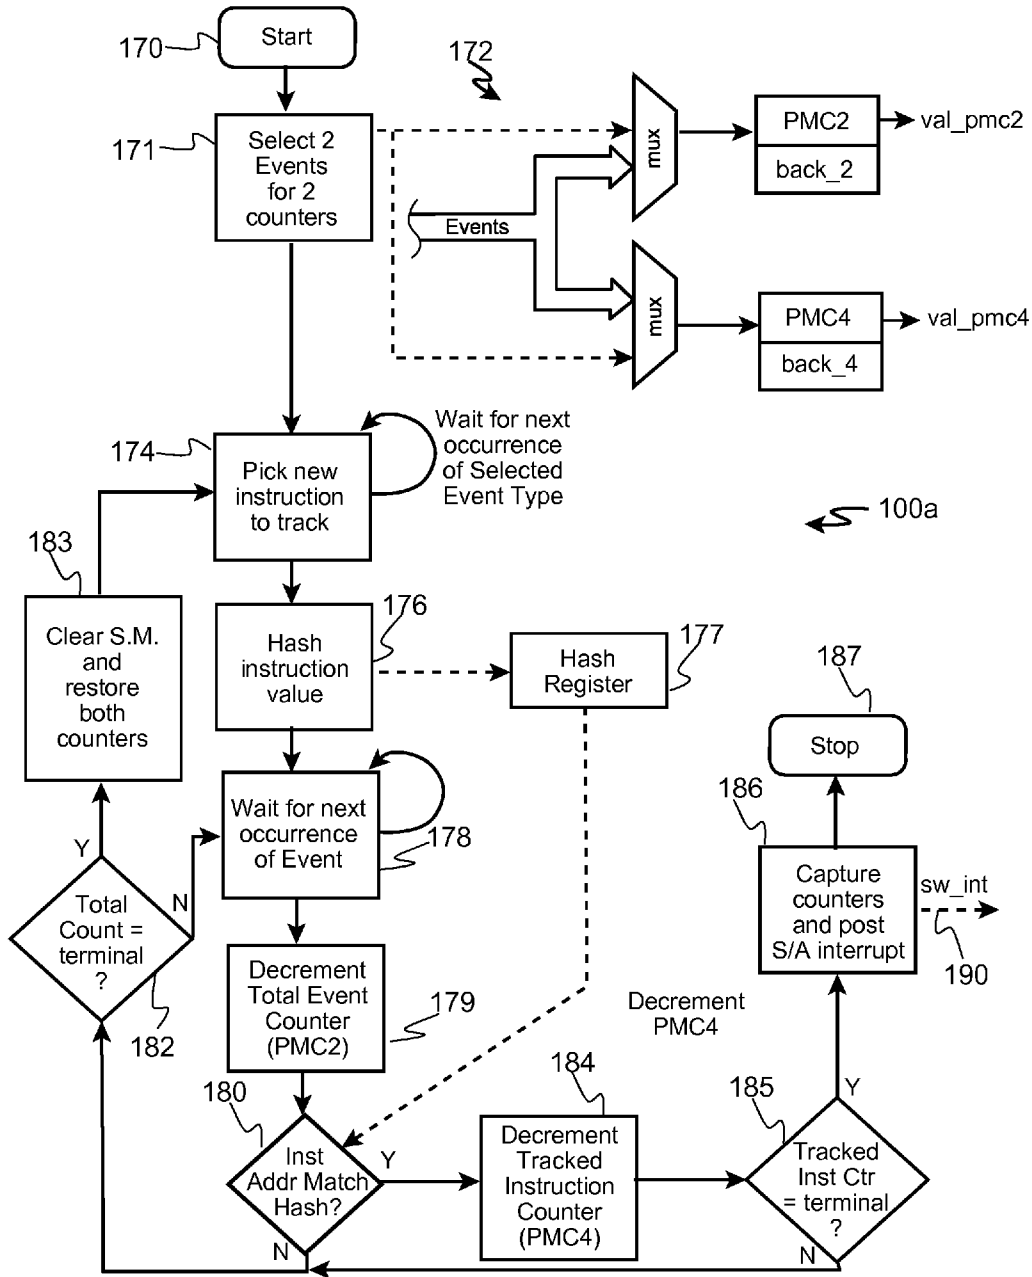 170
Start
172
171
Select 2
Events
for 2
counters
mux
PMC2
back_2
val_pmc2
Events
mux
PMC4
back_4
val_pmc4
174
Pick new
instruction
to track
Wait for next
occurrence
of Selected
Event Type
100a
183
Clear S.M.
and
restore
both
counters
176
Hash
instruction
value
177
Hash
Register
187
Stop
178
Wait for next
occurrence
of Event
186
Capture
counters
and post
S/A interrupt
sw_int
190
Y
N
Total
Count =
terminal
?
182
179
Decrement
Total Event
Counter
(PMC2)
Decrement
PMC4
180
Inst
Addr Match
Hash?
Y
N
184
Decrement
Tracked
Instruction
Counter
(PMC4)
185
Y
Tracked
Inst Ctr
= terminal
?
N